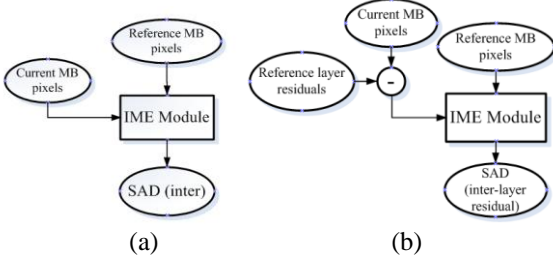 Reference MB
pixels
Current MB
pixels
IME Module
SAD (inter)
(a)
Current MB
pixels
Reference MB
pixels
Reference layer
residuals
-
IME Module
SAD
(inter-layer
residual)
(b)